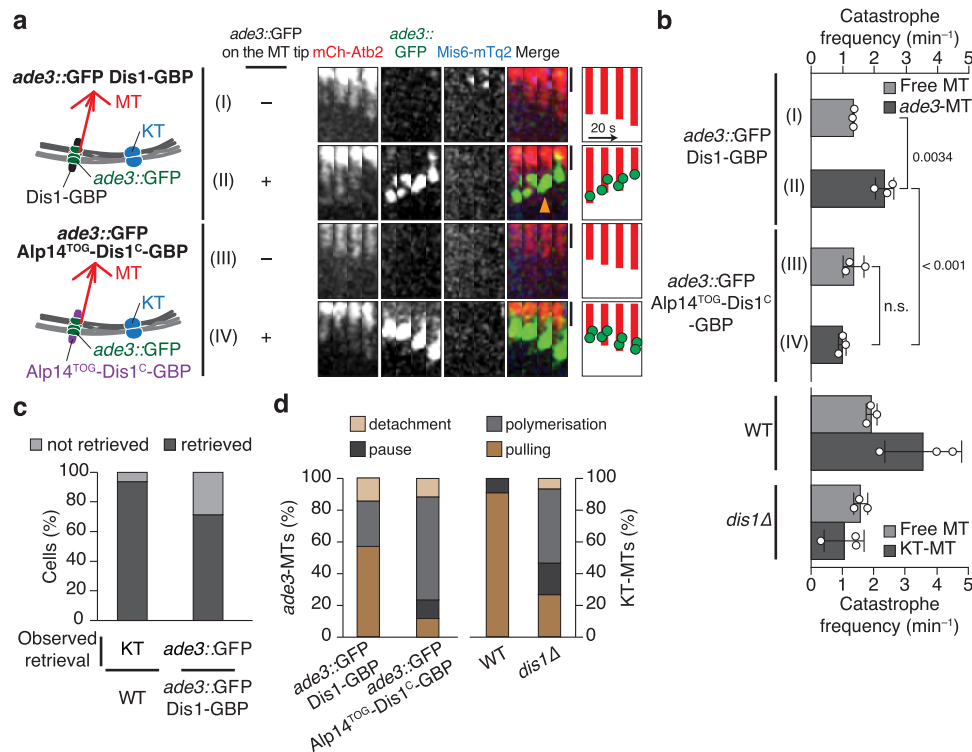 a
ade3::GFP on the MT tip
mCh-Atb2
ade3::GFP
Mis6-mTq2
Merge
ade3::GFP Dis1-GBP
MT
KT
ade3::GFP
Dis1-GBP
(I)
–
20 s
(II)
+
ade3::GFP
Alp14TOG-Dis1C-GBP
MT
KT
ade3::GFP
Alp14TOG-Dis1C-GBP
(III)
–
(IV)
+
b
Catastrophe
frequency (min–1)
0 1 2 3 4 5
Free MT
ade3-MT
ade3::GFP
Dis1-GBP
(I)
(II)
0.0034
< 0.001
ade3::GFP
Alp14TOG-Dis1C
-GBP
(III)
(IV)
n.s.
WT
dis1Δ
Free MT
KT-MT
0 1 2 3 4 5
Catastrophe
frequency (min–1)
c
not retrieved
retrieved
Cells (%)
100
80
60
40
20
0
Observed
retrieval
KT
ade3::GFP
WT
ade3::GFP
Dis1-GBP
d
detachment
polymerisation
pause
pulling
ade3-MTs (%)
100
80
60
40
20
0
KT-MTs (%)
100
80
60
40
20
0
ade3::GFP
Dis1-GBP
ade3::GFP
Alp14TOG-Dis1C-GBP
WT
dis1Δ